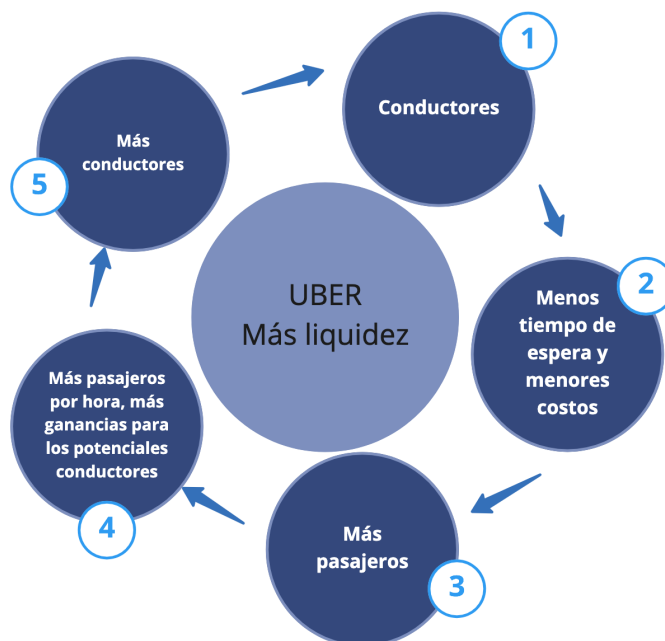 1
Conductores
2
Menos
tiempo de
espera y
menores
costos
3
Más
pasajeros
4
Más pasajeros
por hora, más
ganancias para
los potenciales
conductores
5
Más
conductores
UBER
Más liquidez